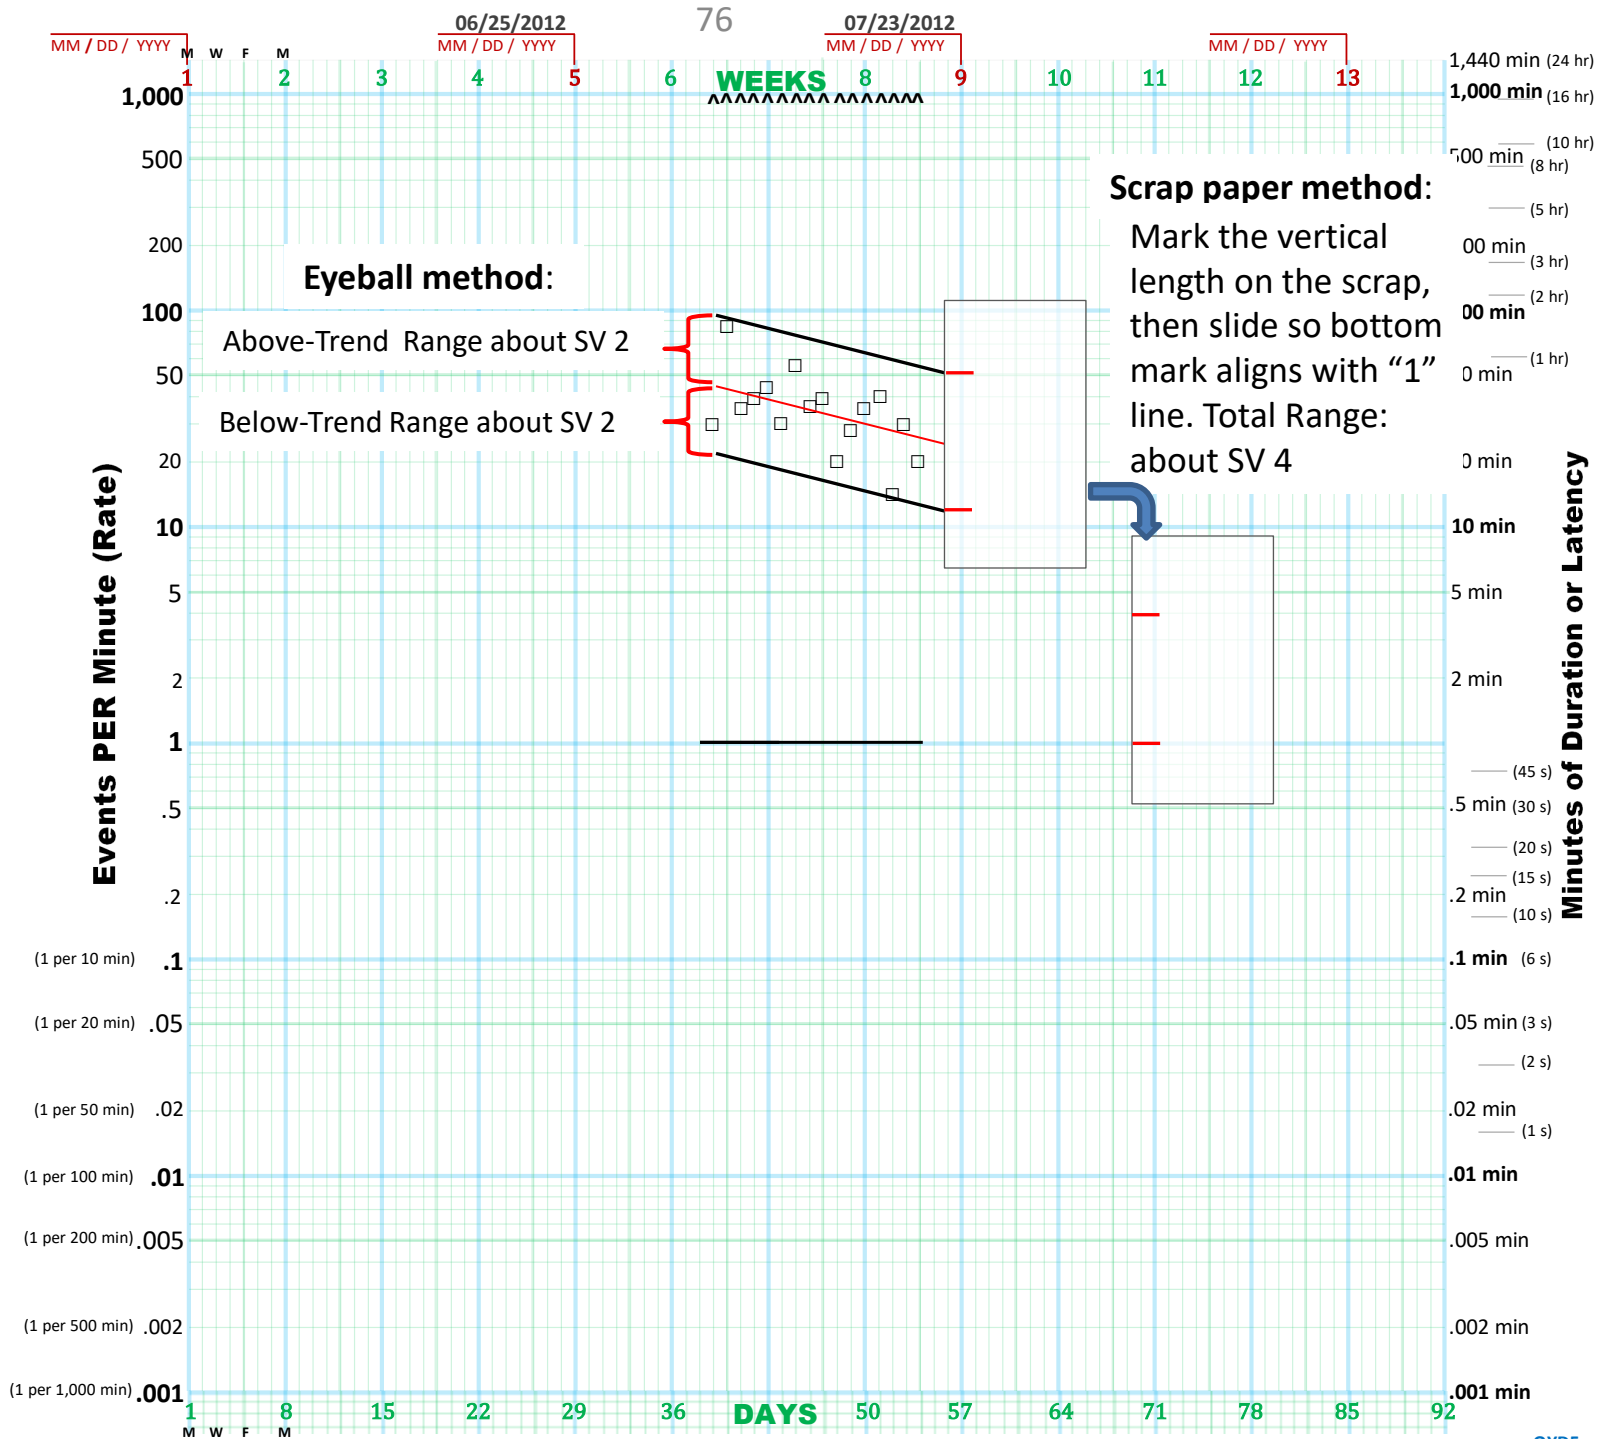 76
06/25/2012 07/23/2012
MM / DD / YYYY MM / DD / YYYY MM / DD / YYYY MM / DD / YYYY
M W F M
1 2 3 4 5 6 WEEKS 8 9 10 11 12 13
1,440 min (24 hr)
1,000 1,000 min (16 hr)
(10 hr)
500 500 min (8 hr)
(5 hr)
200 00 min
(3 hr)
(2 hr)
100 00 min
(1 hr)
50 0 min
20 0 min
10 10 min
5 5 min
2 2 min
1
(45 s)
.5 .5 min (30 s)
(20 s)
(15 s)
.2 .2 min
(10 s)
(1 per 10 min) .1 .1 min (6 s)
(1 per 20 min) .05 .05 min (3 s)
(2 s)
(1 per 50 min) .02 .02 min
(1 s)
(1 per 100 min) .01 .01 min
(1 per 200 min) .005 .005 min
(1 per 500 min) .002 .002 min
(1 per 1,000 min) .001 .001 min
1 8 15 22 29 36 DAYS 50 57 64 71 78 85 92
M W F M
Events PER Minute (Rate)
Minutes of Duration or Latency
Eyeball method:
Above-Trend Range about SV 2
Below-Trend Range about SV 2
Scrap paper method:
Mark the vertical
length on the scrap,
then slide so bottom
mark aligns with “1”
line. Total Range:
about SV 4